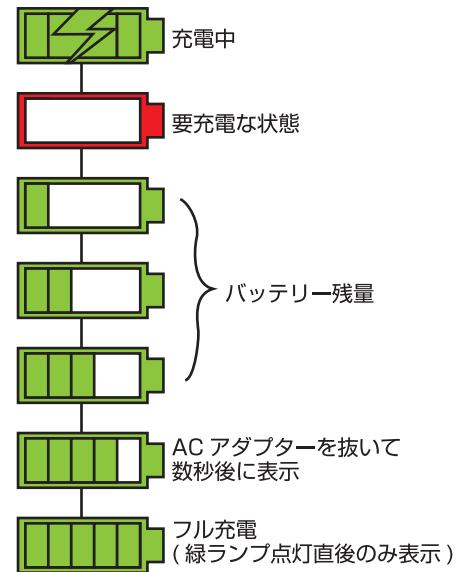 充電中
要充電な状態
バッテリー残量
AC アダプターを抜いて
数秒後に表示
フル充電
( 緑ランプ点灯直後のみ表示 )